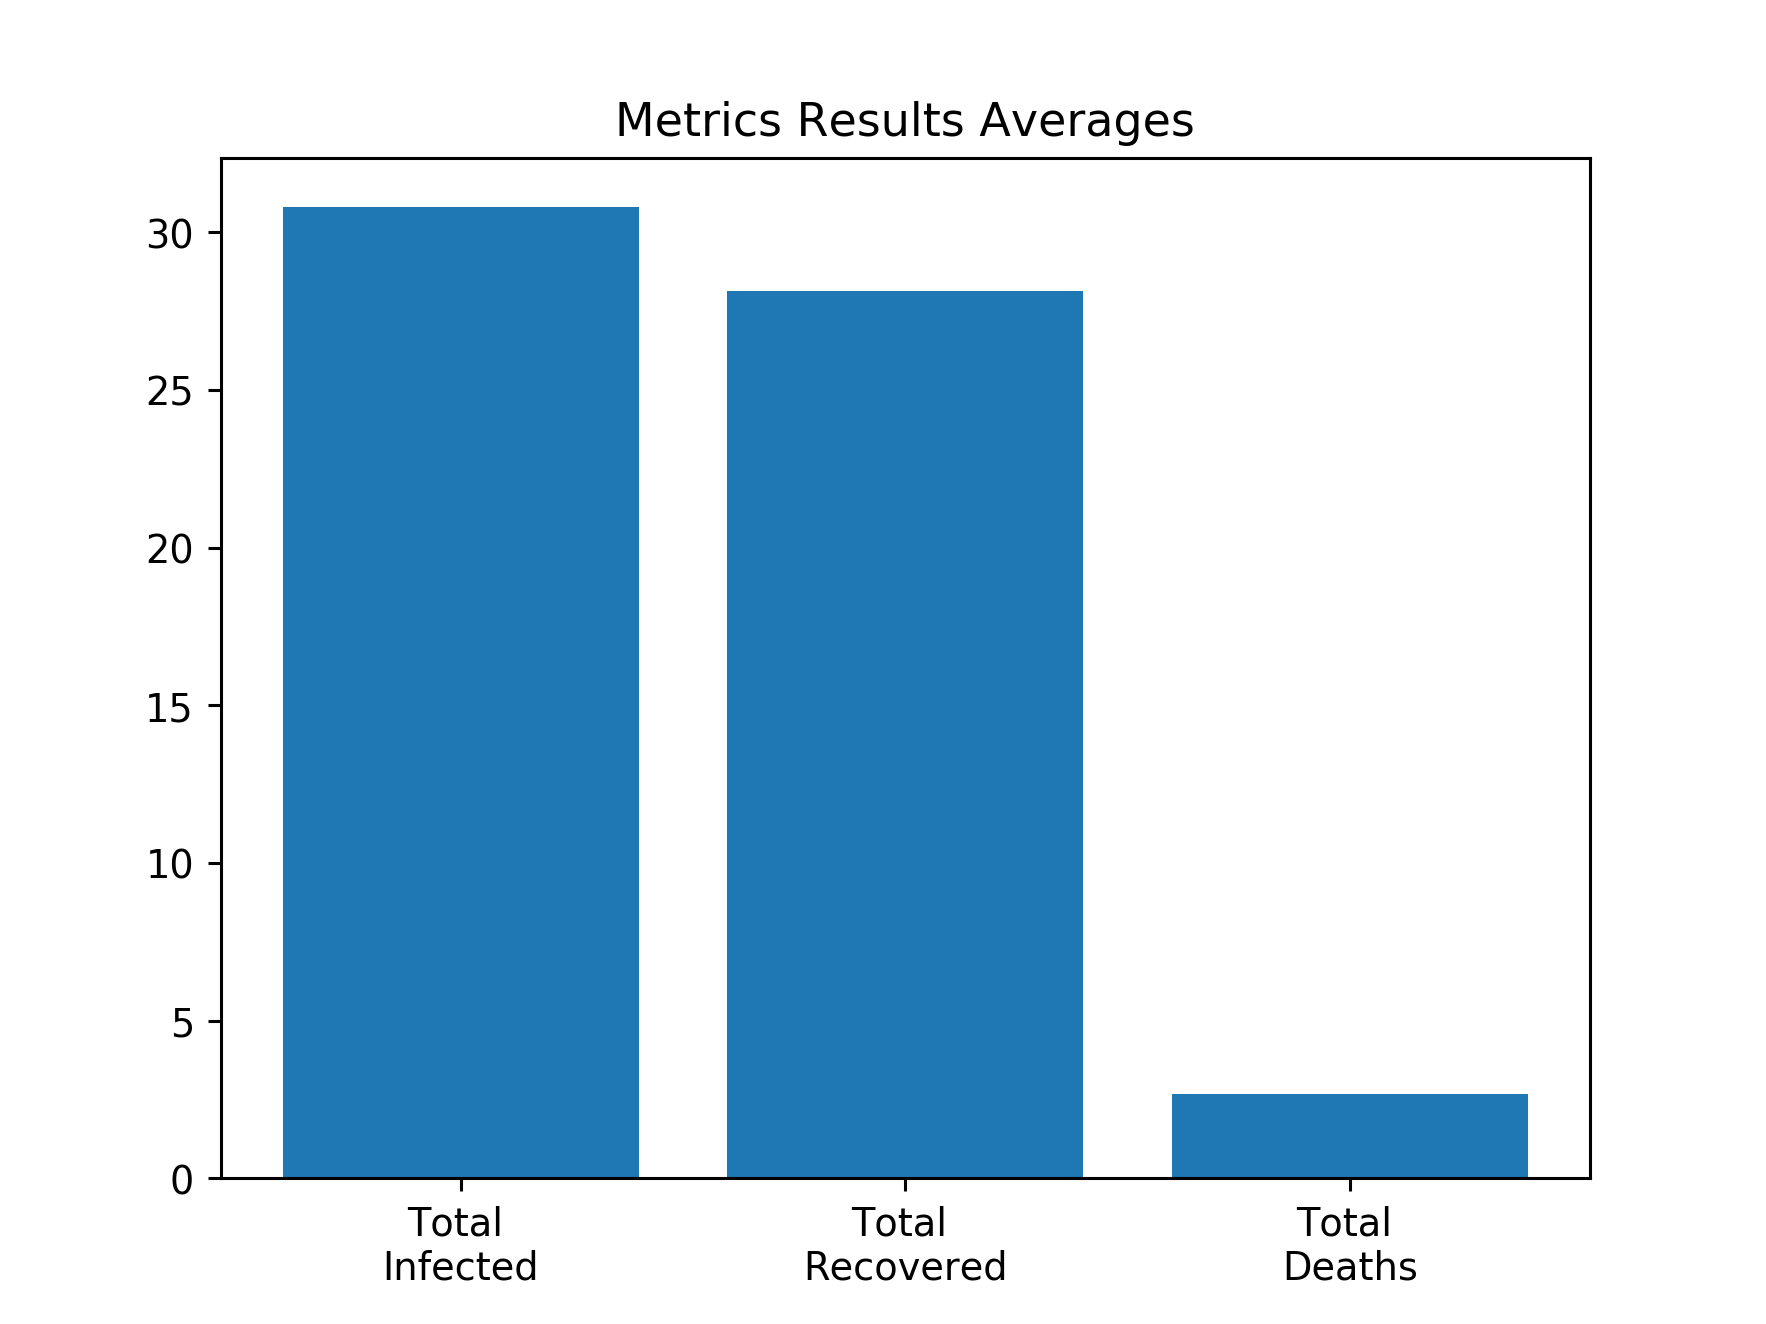 Metrics Results Averages
30
25
20
15
10
5
0
Total
Infected
Total
Recovered
Total
Deaths